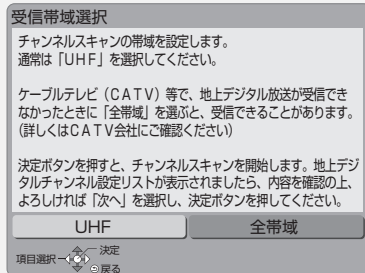 受信帯域選択
チャンネルスキャンの帯域を設定します。
通常は「UHF」を選択してください。
ケーブルテレビ（CATV）等で、地上デジタル放送が受信でき
なかったときに「全帯域」を選ぶと、受信できることがあります。
(詳しくはCATV会社にご確認ください)
決定ボタンを押すと、チャンネルスキャンを開始します。地上デジ
タルチャンネル設定リストが表示されましたら、内容を確認の上、
よろしければ「次へ」を選択し、決定ボタンを押してください。
UHF 全帯域
決定
項目選択
戻る